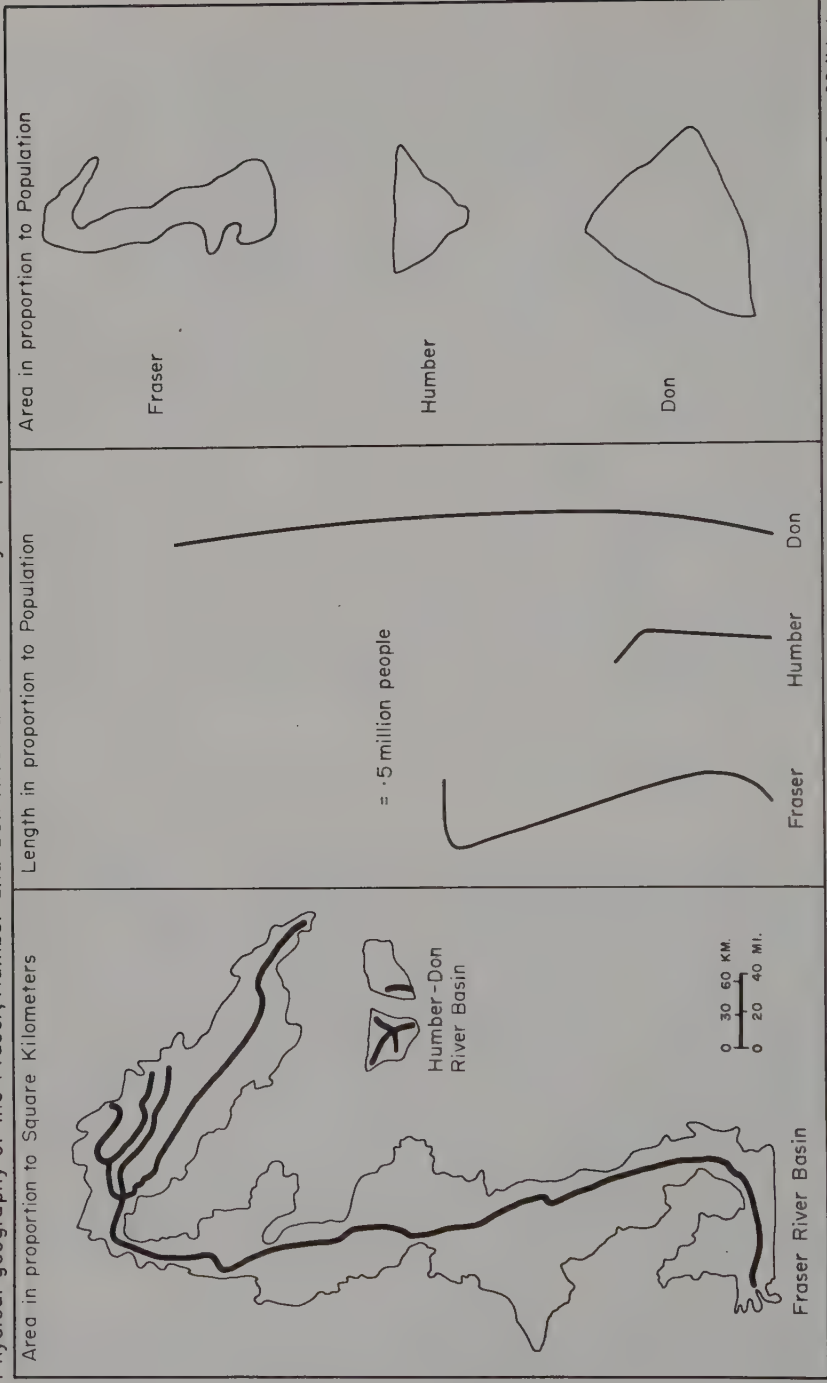 Area in proportion to Square Kilometers
Humber-Don
River Basin
0 30 60 KM.
0 20 40 MI.
Fraser River Basin
Length in proportion to Population
= ·5 million people
Fraser
Humber
Don
Area in proportion to Population
Fraser
Humber
Don